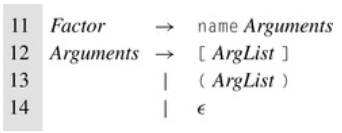 11 Factor → name Arguments
12 Arguments → [ ArgList ]
13 | ( ArgList )
14 | ϵ